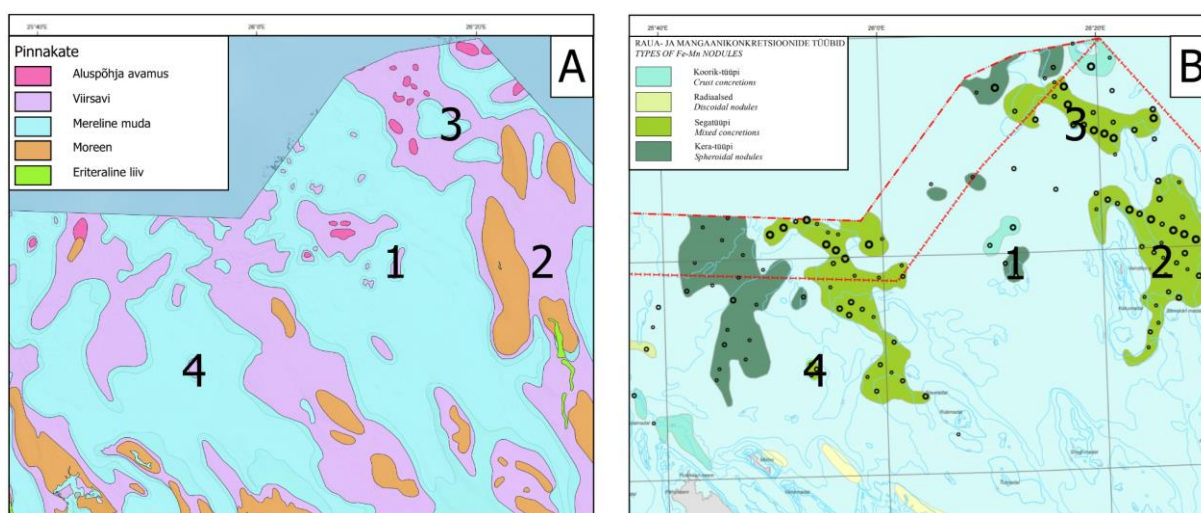 25°40'E
26°0'E
26°20'E
Pinnakate
Aluspõhja avamus
Viirsavi
Mereline muda
Moreen
Eriteraline liiv
A
3
1
2
4
25°40'E
26°0'E
26°20'E
RAUA- JA MANGAANIKONKRETSIOONIDE TÜÜBID
TYPES OF Fe-Mn NODULES
Koorik-tüüpi
Crust concretions
Radiaalsed
Discoidal nodules
Segatüüpi
Mixed concretions
Kera-tüüpi
Spheroidal nodules
B
3
1
2
4